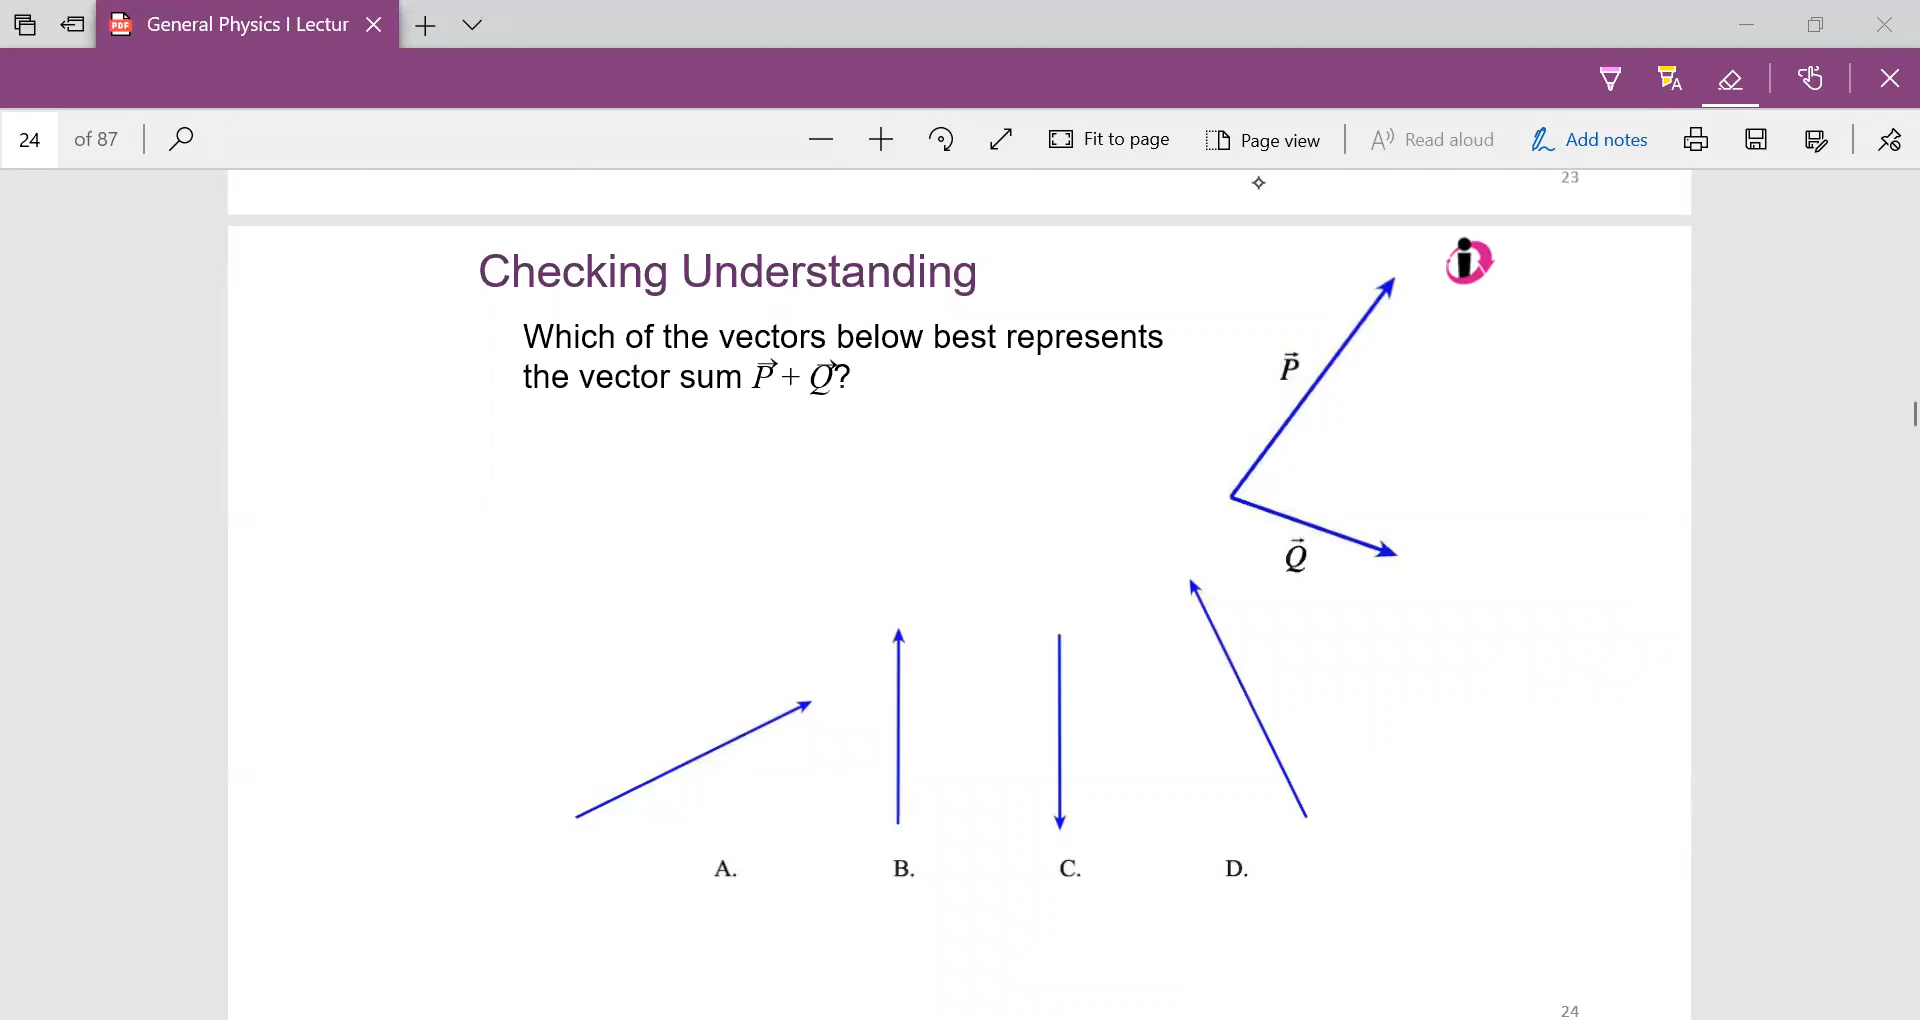 General Physics I Lectur
24 of 87
Fit to page
Page view
Read aloud
Add notes
23
Checking Understanding
Which of the vectors below best represents
the vector sum P⃗ + Q⃗?
P⃗
Q⃗
A. B. C. D.
24